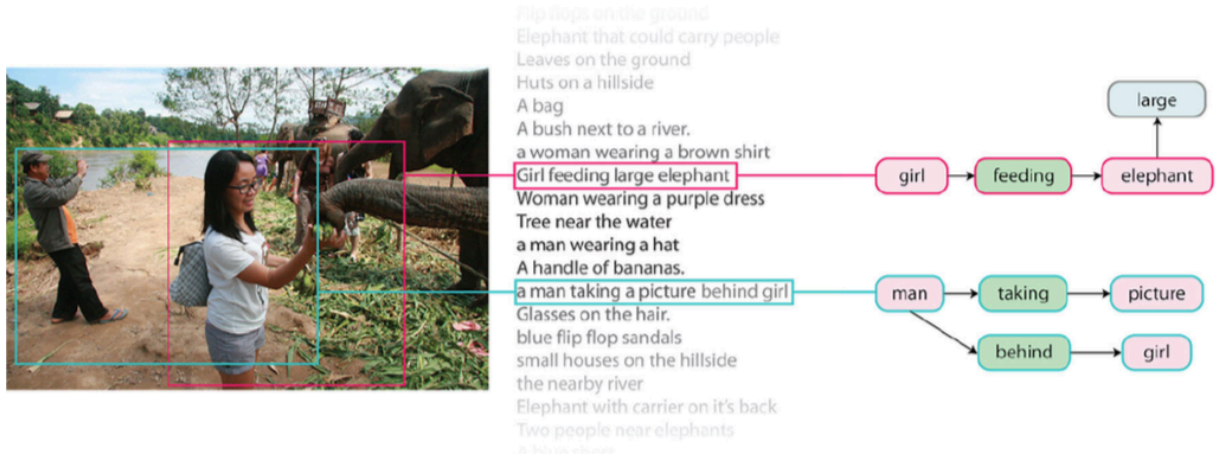 Flip flops on the ground
Elephant that could carry people
Leaves on the ground
Huts on a hillside
A bag
A bush next to a river.
a woman wearing a brown shirt
Girl feeding large elephant
Woman wearing a purple dress
Tree near the water
a man wearing a hat
A handle of bananas.
a man taking a picture behind girl
Glasses on the hair.
blue flip flop sandals
small houses on the hillside
the nearby river
Elephant with carrier on it's back
Two people near elephants
A blue short
large
girl feeding elephant
man taking picture
behind girl